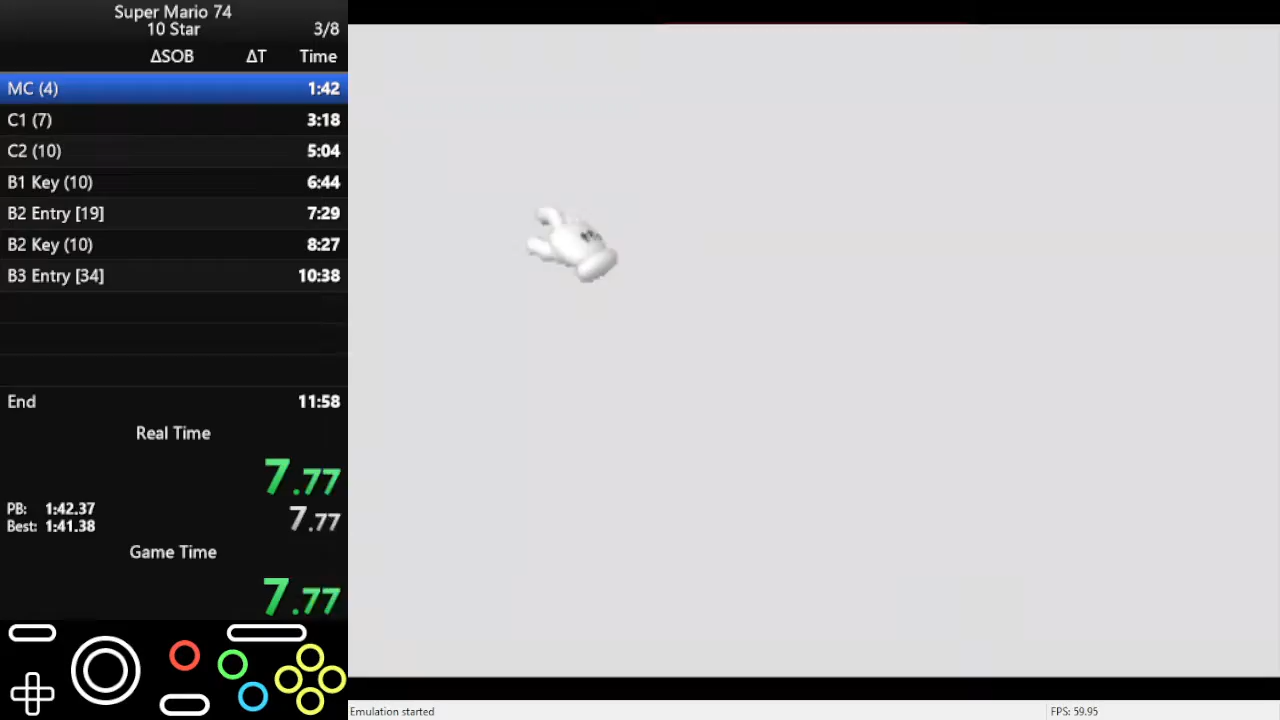 Super Mario 74
10 Star 3/8
ΔSOB ΔT Time
MC (4) 1:42
C1 (7) 3:18
C2 (10) 5:04
B1 Key (10) 6:44
B2 Entry [19] 7:29
B2 Key (10) 8:27
B3 Entry [34] 10:38
End 11:58
Real Time
7.77
PB: 1:42.37
Best: 1:41.38
7.77
Game Time
7.77
Emulation started FPS: 59.95